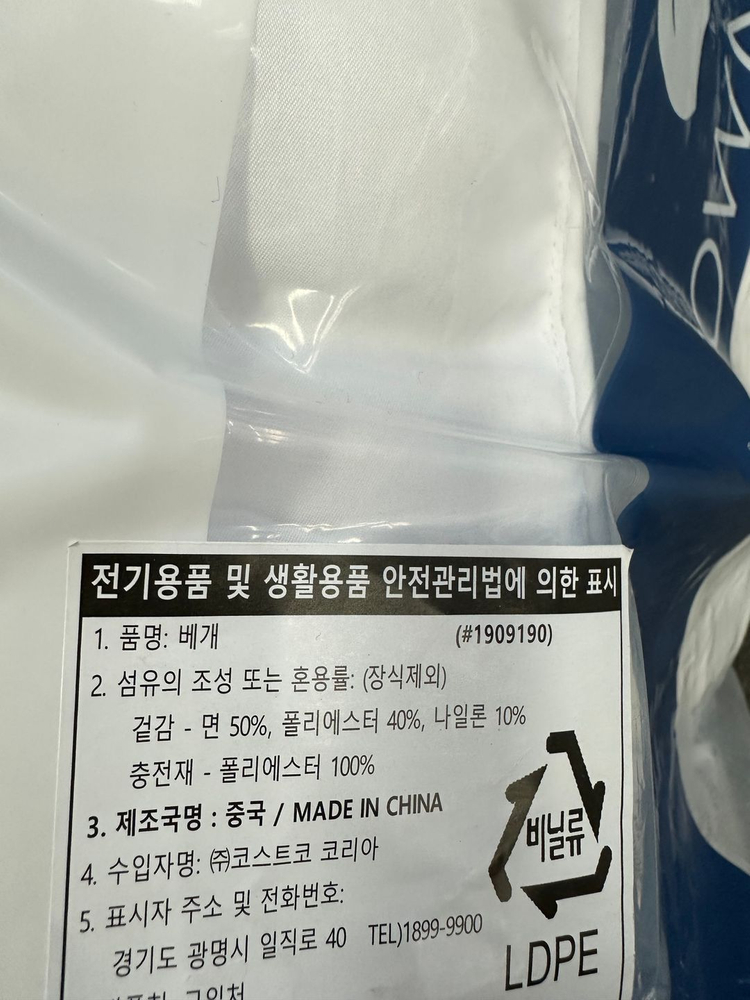 전기용품 및 생활용품 안전관리법에 의한 표시
1. 품명: 베개 (#1909190)
2. 섬유의 조성 또는 혼용률: (장식제외)
겉감 - 면 50%, 폴리에스터 40%, 나일론 10%
충전재 - 폴리에스터 100%
3. 제조국명 : 중국 / MADE IN CHINA
4. 수입자명: ㈜코스트코 코리아
5. 표시자 주소 및 전화번호:
경기도 광명시 일직로 40 TEL)1899-9900
비닐류
LDPE